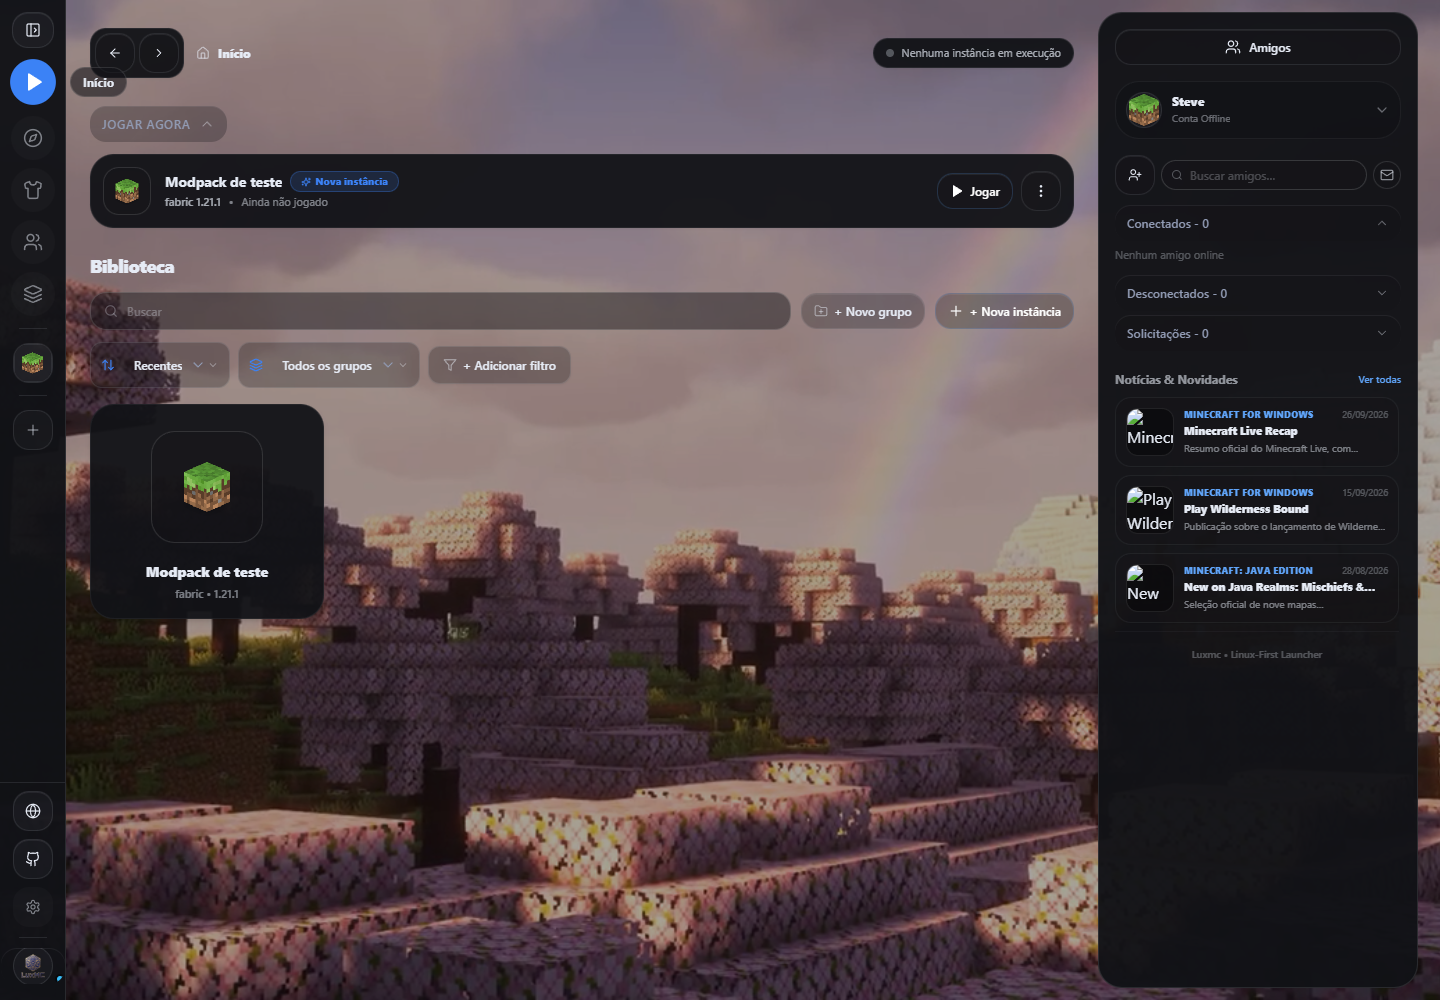 Início
Nenhuma instância em execução
Início
JOGAR AGORA
Modpack de teste
Nova instância
fabric 1.21.1 • Ainda não jogado
Jogar
Biblioteca
Buscar
+ Novo grupo
+ Nova instância
Recentes
Todos os grupos
+ Adicionar filtro
Modpack de teste
fabric • 1.21.1
Amigos
Steve
Conta Offline
Buscar amigos...
Conectados - 0
Nenhum amigo online
Desconectados - 0
Solicitações - 0
Notícias & Novidades
Ver todas
MINECRAFT FOR WINDOWS
26/09/2026
Minecraft Live Recap
Resumo oficial do Minecraft Live, com...
MINECRAFT FOR WINDOWS
15/09/2026
Play Wilderness Bound
Publicação sobre o lançamento de Wilderne...
Play
Wilder
MINECRAFT: JAVA EDITION
28/08/2026
New on Java Realms: Mischiefs &...
Seleção oficial de nove mapas...
New
Luxmc • Linux-First Launcher